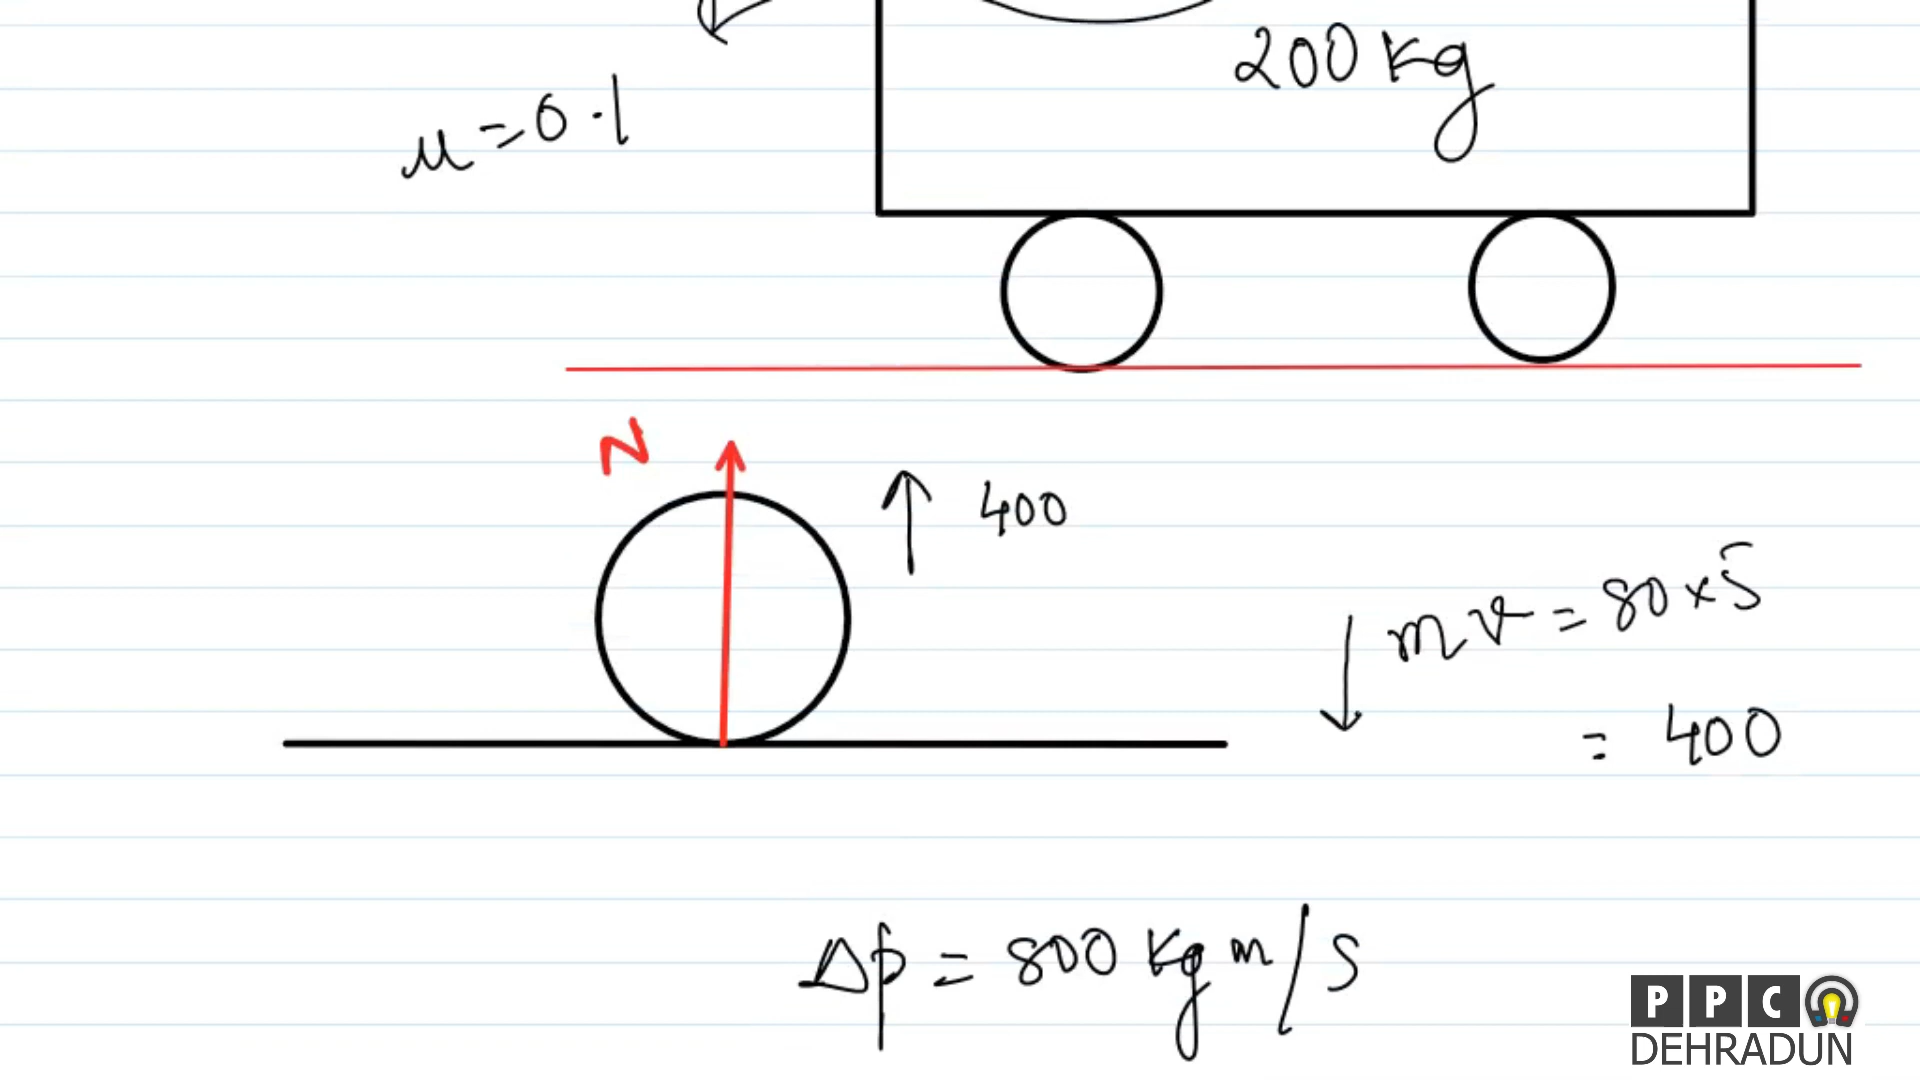 200 kg
μ = 0.1
N
↑ 400
↓ mv = 80 × 5
= 400
Δp = 800 kg m/s
PPC
DEHRADUN